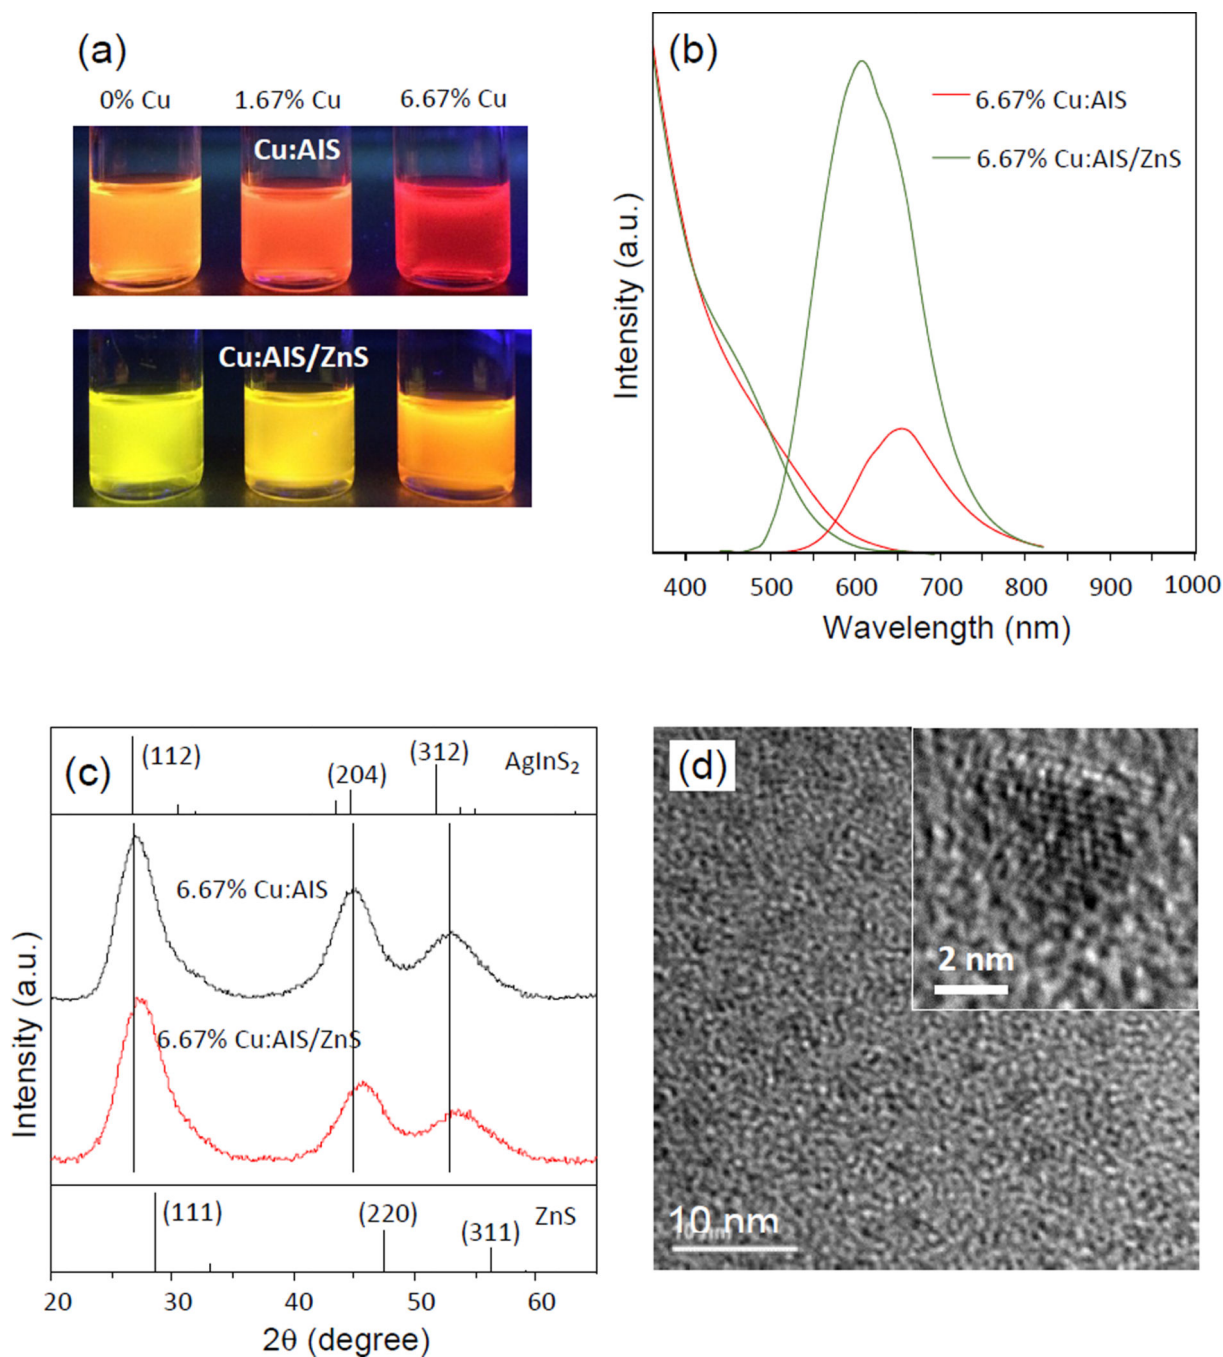 (a)
0% Cu 1.67% Cu 6.67% Cu
Cu:AIS
Cu:AIS/ZnS
(b)
6.67% Cu:AIS
6.67% Cu:AIS/ZnS
Intensity (a.u.)
400 500 600 700 800 900 1000
Wavelength (nm)
(c)
(112) (204) (312) AgInS₂
6.67% Cu:AIS
6.67% Cu:AIS/ZnS
Intensity (a.u.)
(111) (220) (311) ZnS
20 30 40 50 60
2θ (degree)
(d)
2 nm
10 nm